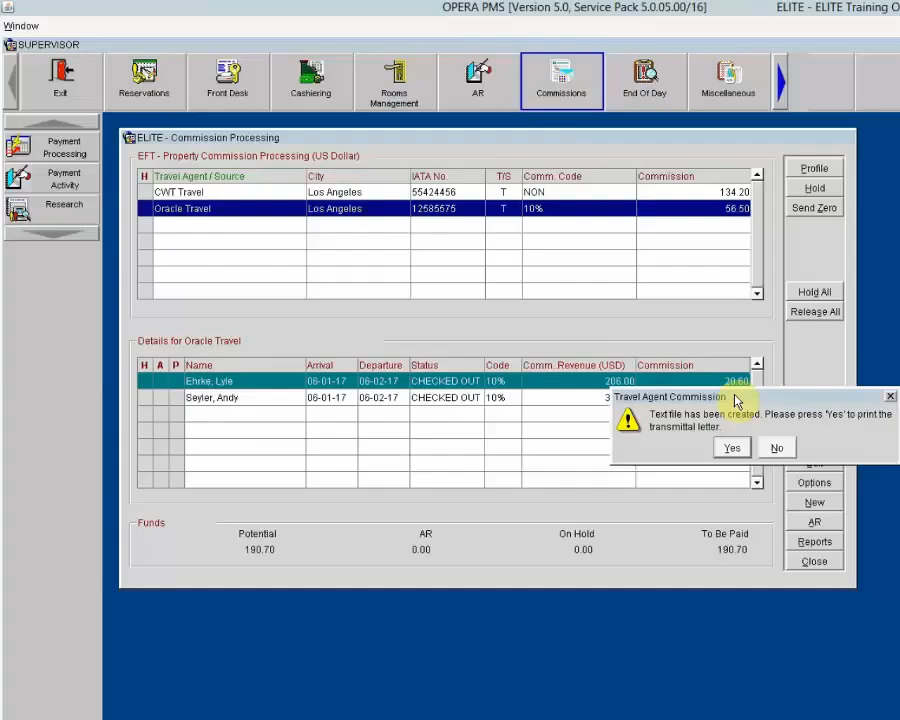 OPERA PMS [Version 5.0, Service Pack 5.0.05.00/16] ELITE - ELITE Training O
Window
SUPERVISOR
Exit Reservations Front Desk Cashiering Rooms Management AR Commissions End Of Day Miscellaneous
Payment Processing
Payment Activity
Research
ELITE - Commission Processing
EFT - Property Commission Processing (US Dollar)
H Travel Agent / Source City IATA No. T/S Comm. Code Commission
CWT Travel Los Angeles 55424456 T NON 134.20
Oracle Travel Los Angeles 12585575 T 10% 56.50
Profile
Hold
Send Zero
Hold All
Release All
Details for Oracle Travel
H A P Name Arrival Departure Status Code Comm. Revenue (USD) Commission
Ehrke, Lyle 06-01-17 06-02-17 CHECKED OUT 10% 206.00 20.60
Seyler, Andy 06-01-17 06-02-17 CHECKED OUT 10% 3
Travel Agent Commission
Text file has been created. Please press 'Yes' to print the
transmittal letter.
Yes No
Options
New
AR
Reports
Close
Funds
Potential AR On Hold To Be Paid
190.70 0.00 0.00 190.70